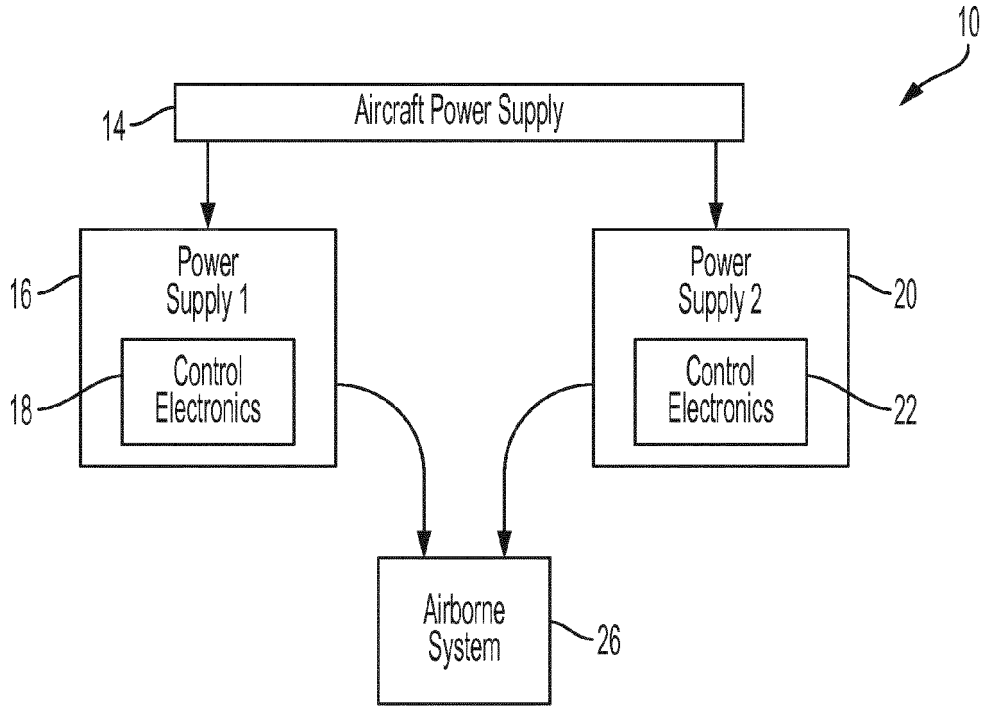 10
14
Aircraft Power Supply
16
Power
Supply 1
Power
Supply 2
20
18
Control
Electronics
Control
Electronics
22
Airborne
System
26